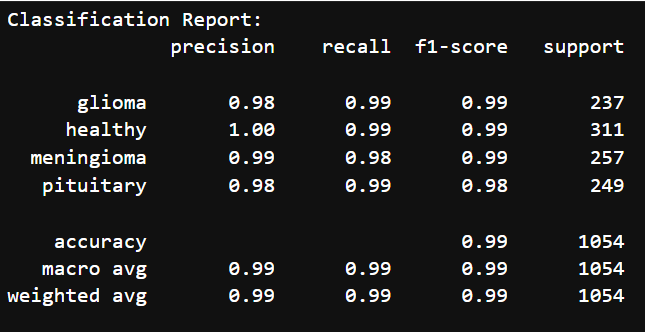 Classification Report:
precision recall f1-score support
glioma 0.98 0.99 0.99 237
healthy 1.00 0.99 0.99 311
meningioma 0.99 0.98 0.99 257
pituitary 0.98 0.99 0.98 249
accuracy 0.99 1054
macro avg 0.99 0.99 0.99 1054
weighted avg 0.99 0.99 0.99 1054